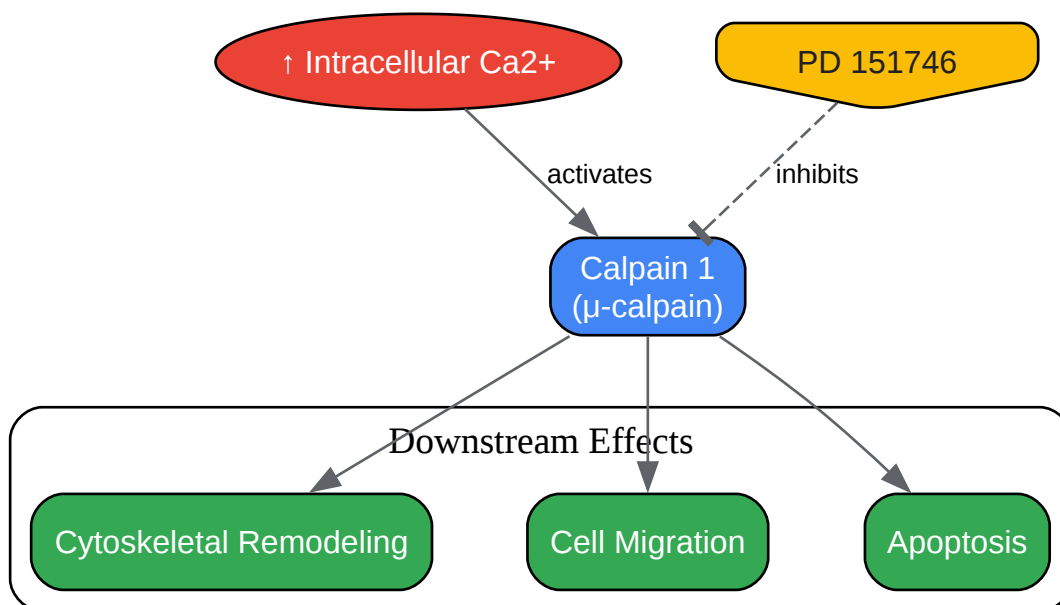 ↑ Intracellular Ca2+
PD 151746
activates
inhibits
Calpain 1
(μ-calpain)
Downstream Effects
Cytoskeletal Remodeling
Cell Migration
Apoptosis